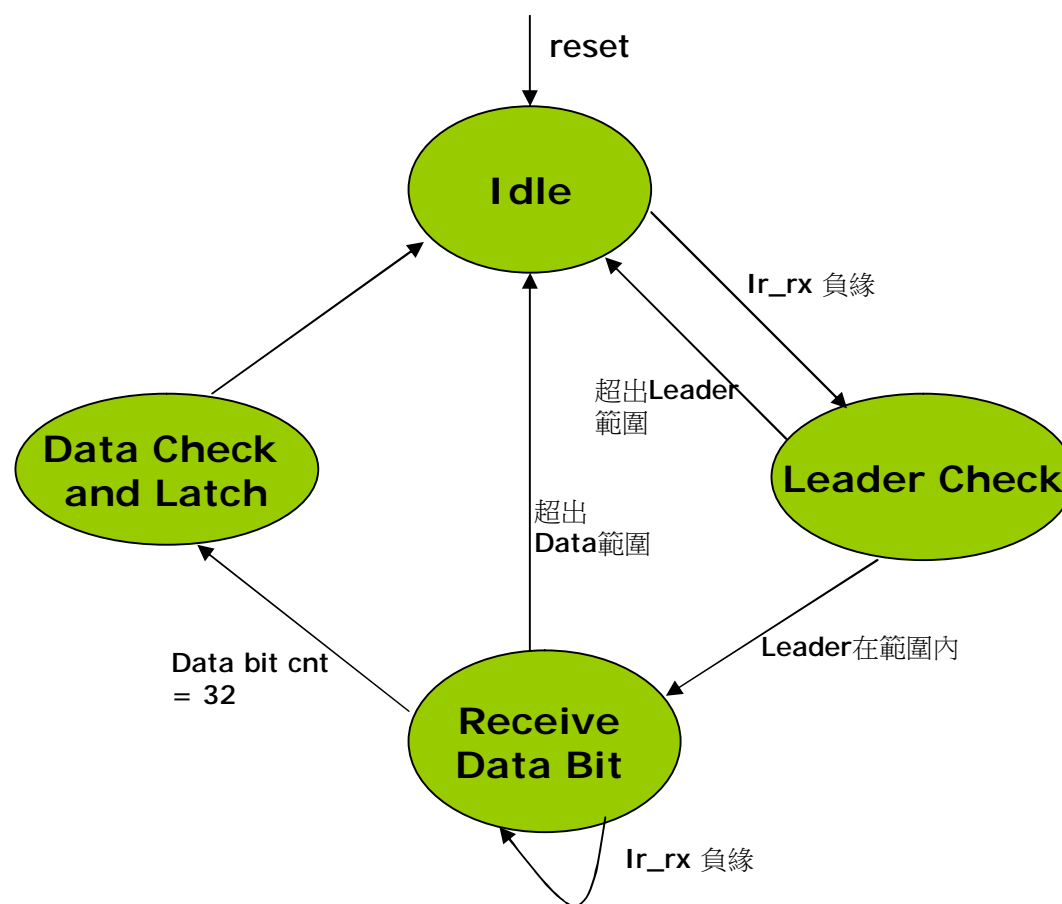 reset
Idle
Ir_rx 負緣
超出Leader
範圍
Data Check
and Latch
Leader Check
超出
Data範圍
Leader在範圍內
Data bit cnt
= 32
Receive
Data Bit
Ir_rx 負緣